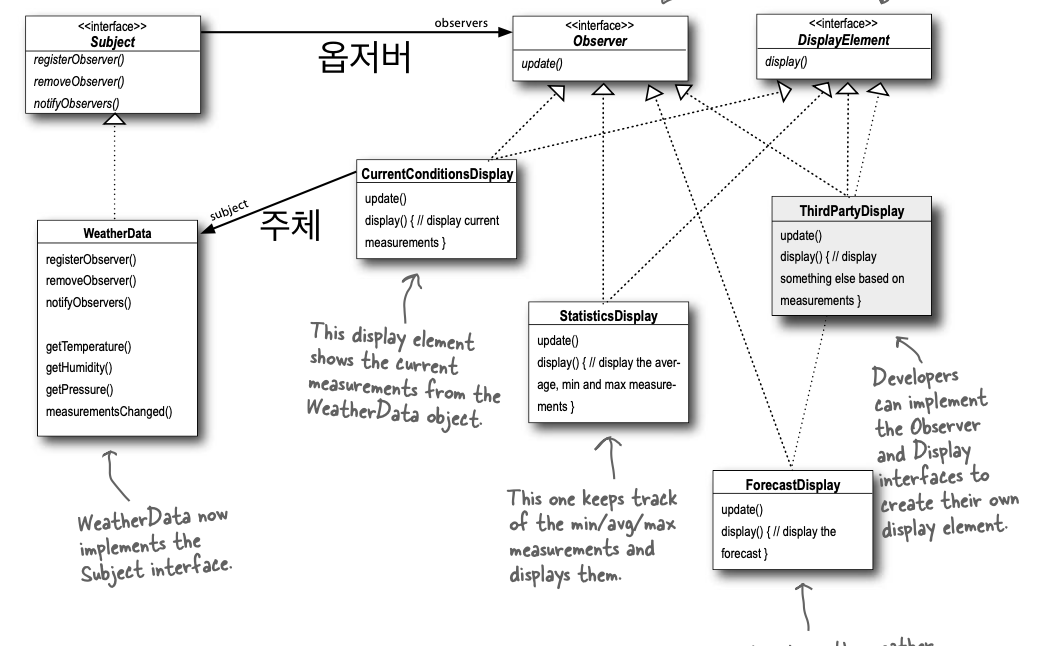 <<interface>>
Subject
registerObserver()
removeObserver()
notifyObservers()
observers
옵저버
<<interface>>
Observer
update()
<<interface>>
DisplayElement
display()
subject
주체
WeatherData
registerObserver()
removeObserver()
notifyObservers()
getTemperature()
getHumidity()
getPressure()
measurementsChanged()
WeatherData now
implements the
Subject interface.
CurrentConditionsDisplay
update()
display() { // display current
measurements }
This display element
shows the current
measurements from the
WeatherData object.
StatisticsDisplay
update()
display() { // display the aver-
age, min and max measure-
ments }
This one keeps track
of the min/avg/max
measurements and
displays them.
ThirdPartyDisplay
update()
display() { // display
something else based on
measurements }
Developers
can implement
the Observer
and Display
interfaces to
create their own
display element.
ForecastDisplay
update()
display() { // display the
forecast }